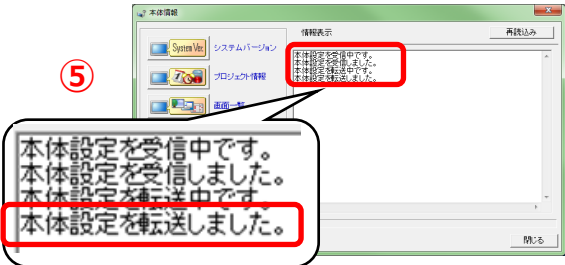 本体情報
System Ver.
システムバージョン
プロジェクト情報
画面一覧
情報表示
再読込み
本体設定を受信中です。
本体設定を受信しました。
本体設定を転送中です。
本体設定を転送しました。
⑤
本体設定を受信中です。
本体設定を受信しました。
本体設定を転送中です。
本体設定を転送しました。
閉じる